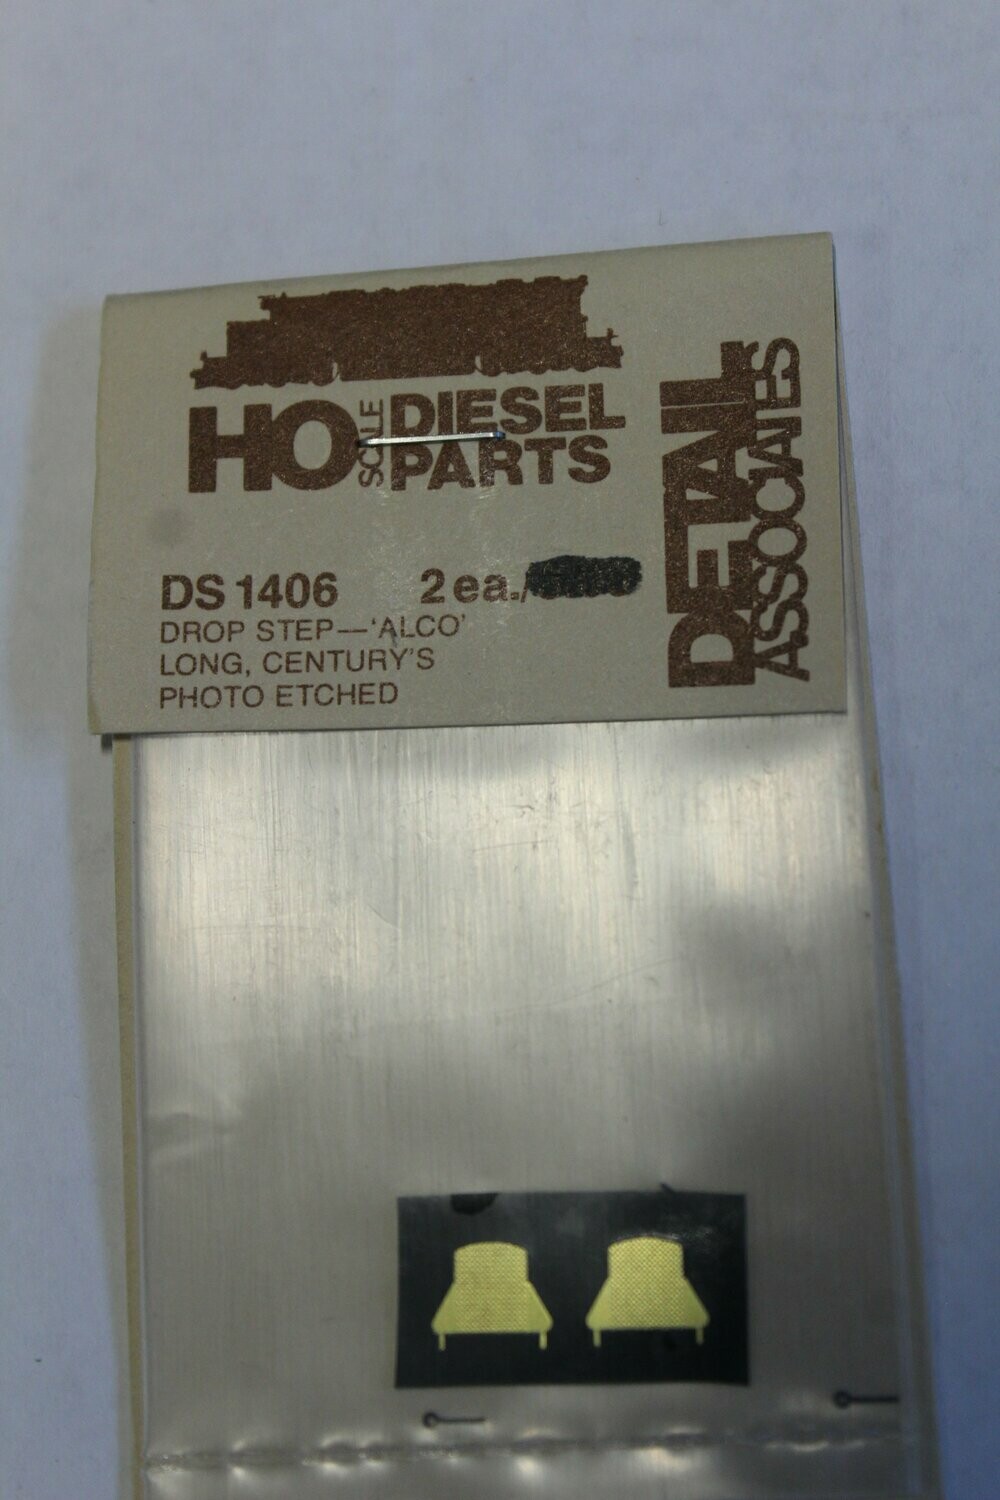 HO SCALE DIESEL PARTS
DETAIL ASSOCIATES
DS 1406 2 ea./
DROP STEP—'ALCO'
LONG, CENTURY'S
PHOTO ETCHED